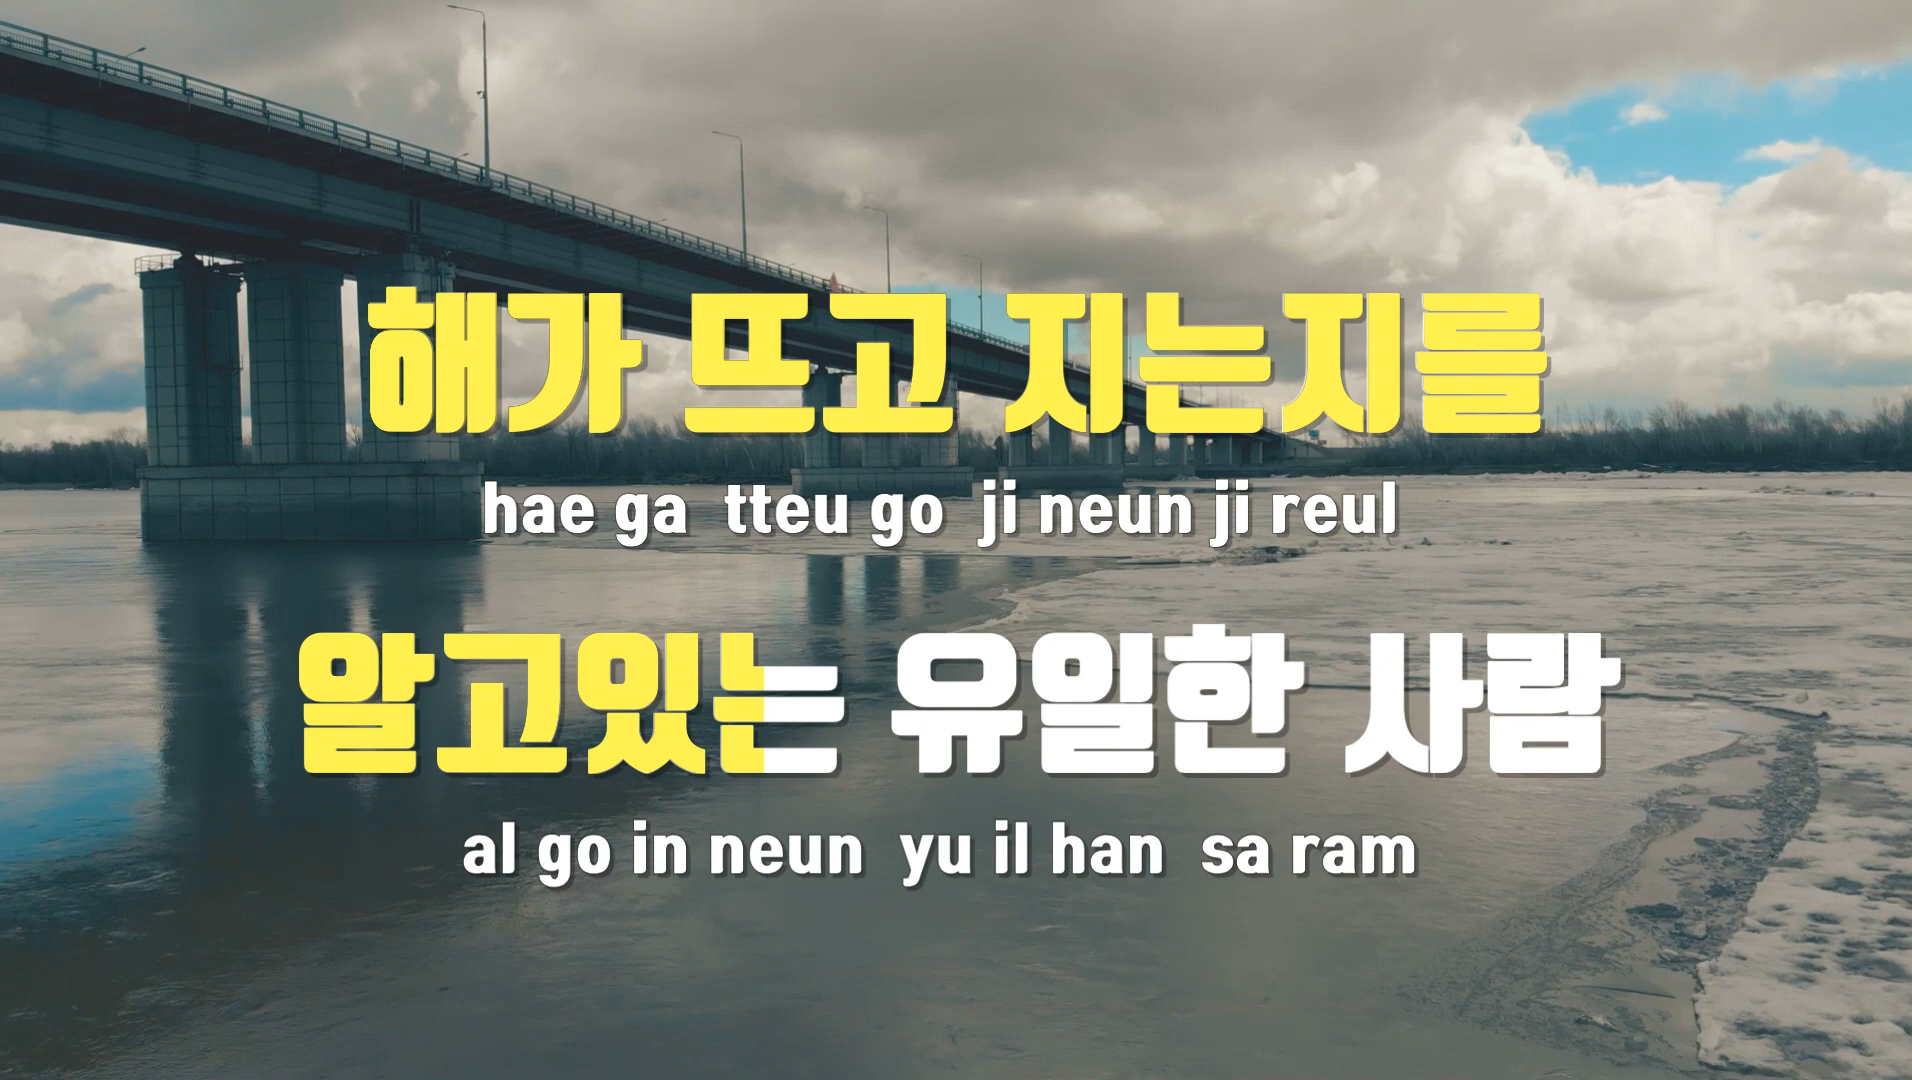 해가 뜨고 지는지를
hae ga tteu go ji neun ji reul
알고있는 유일한 사람
al go in neun yu il han sa ram